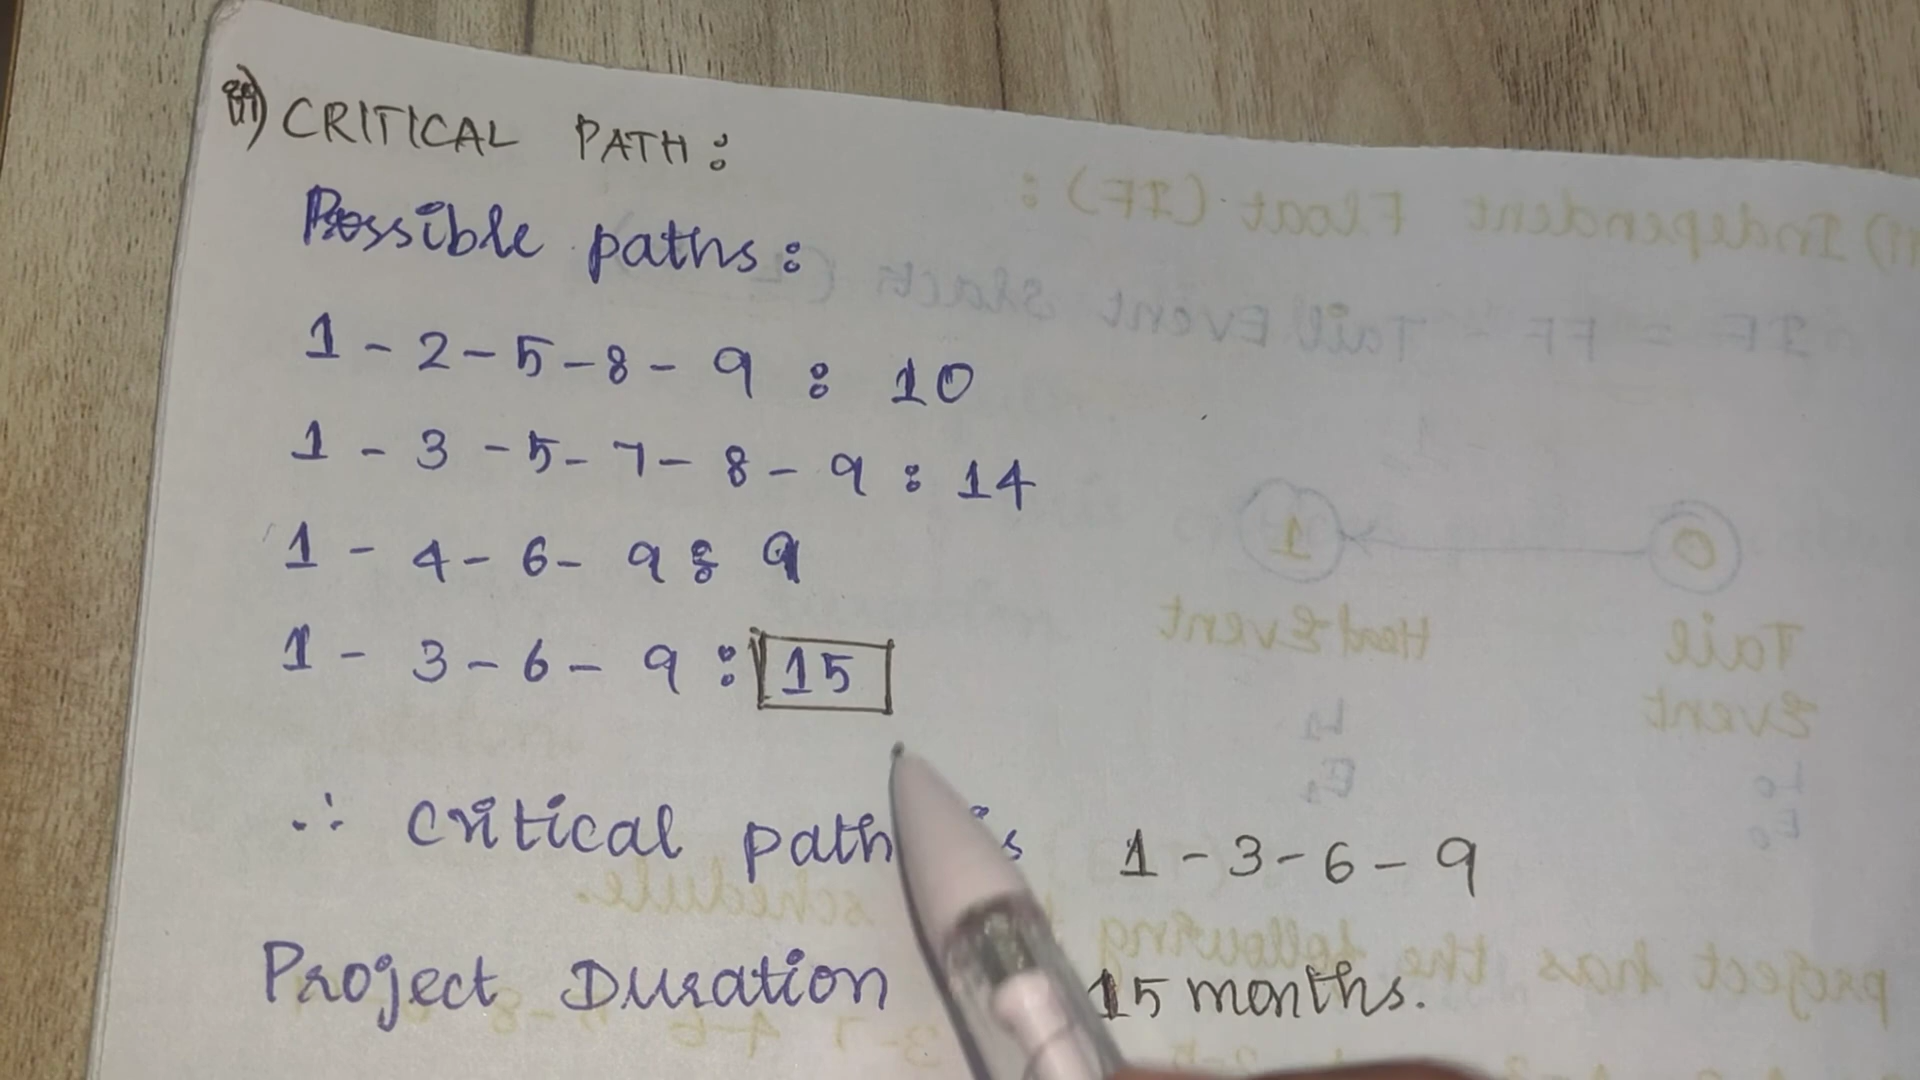 iii) CRITICAL PATH :
Possible paths :
1 - 2 - 5 - 8 - 9 : 10
1 - 3 - 5 - 7 - 8 - 9 : 14
1 - 4 - 6 - 9 : 9
1 - 3 - 6 - 9 : 15
∴ Critical path is 1 - 3 - 6 - 9
Project Duration 15 months.